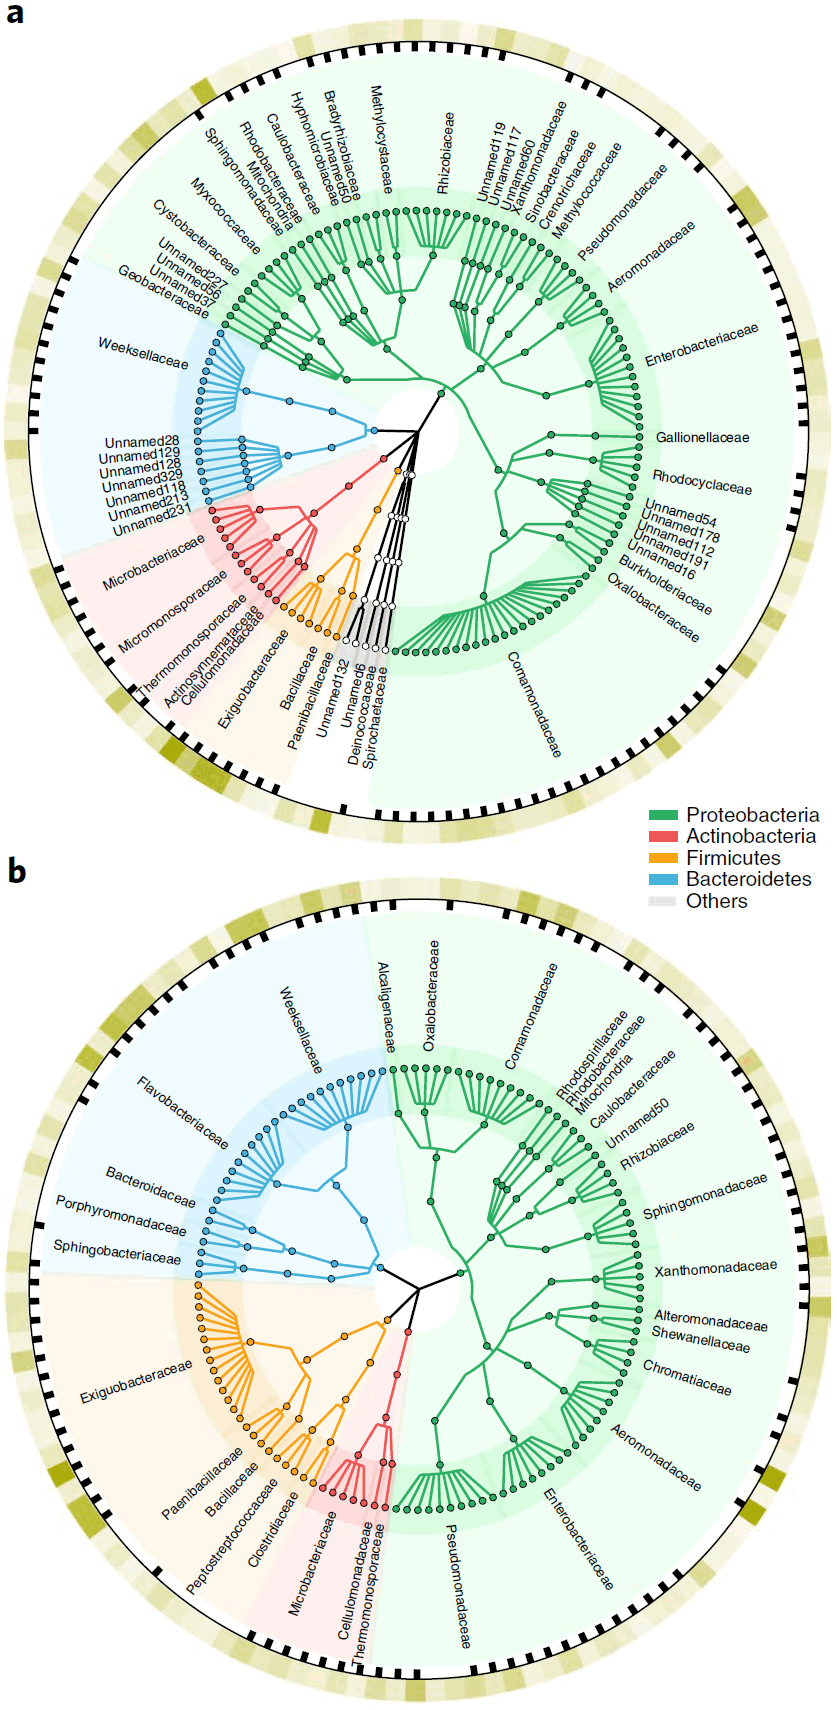 a
Methylocystaceae
Bradyrhizobiaceae
Unnamed50
Hyphomicrobiaceae
Caulobacteraceae
Rhodobacteraceae
Mitochondria
Sphingomonadaceae
Myxococcaceae
Cystobacteraceae
Unnamed227
Unnamed56
Unnamed37
Geobacteraceae
Weeksellaceae
Unnamed28
Unnamed129
Unnamed128
Unnamed329
Unnamed118
Unnamed213
Unnamed231
Microbacteriaceae
Micromonosporaceae
Thermomonosporaceae
Actinosynnemataceae
Cellulomonadaceae
Exiguobacteraceae
Bacillaceae
Paenibacillaceae
Unnamed132
Unnamed6
Deinococcaceae
Spirochaetaceae
Rhizobiaceae
Unnamed119
Unnamed117
Unnamed60
Xanthomonadaceae
Sinobacteraceae
Crenotrichaceae
Methylococcaceae
Pseudomonadaceae
Aeromonadaceae
Enterobacteriaceae
Gallionellaceae
Rhodocyclaceae
Unnamed54
Unnamed178
Unnamed112
Unnamed191
Unnamed16
Burkholderiaceae
Oxalobacteraceae
Comamonadaceae
Proteobacteria
Actinobacteria
Firmicutes
Bacteroidetes
Others
b
Alcaligenaceae
Oxalobacteraceae
Comamonadaceae
Rhodospirillaceae
Rhodobacteraceae
Mitochondria
Caulobacteraceae
Unnamed50
Rhizobiaceae
Sphingomonadaceae
Xanthomonadaceae
Alteromonadaceae
Shewanellaceae
Chromatiaceae
Aeromonadaceae
Enterobacteriaceae
Pseudomonadaceae
Weeksellaceae
Flavobacteriaceae
Bacteroidaceae
Porphyromonadaceae
Sphingobacteriaceae
Exiguobacteraceae
Paenibacillaceae
Bacillaceae
Peptostreptococcaceae
Clostridiaceae
Microbacteriaceae
Cellulomonadaceae
Thermomonosporaceae